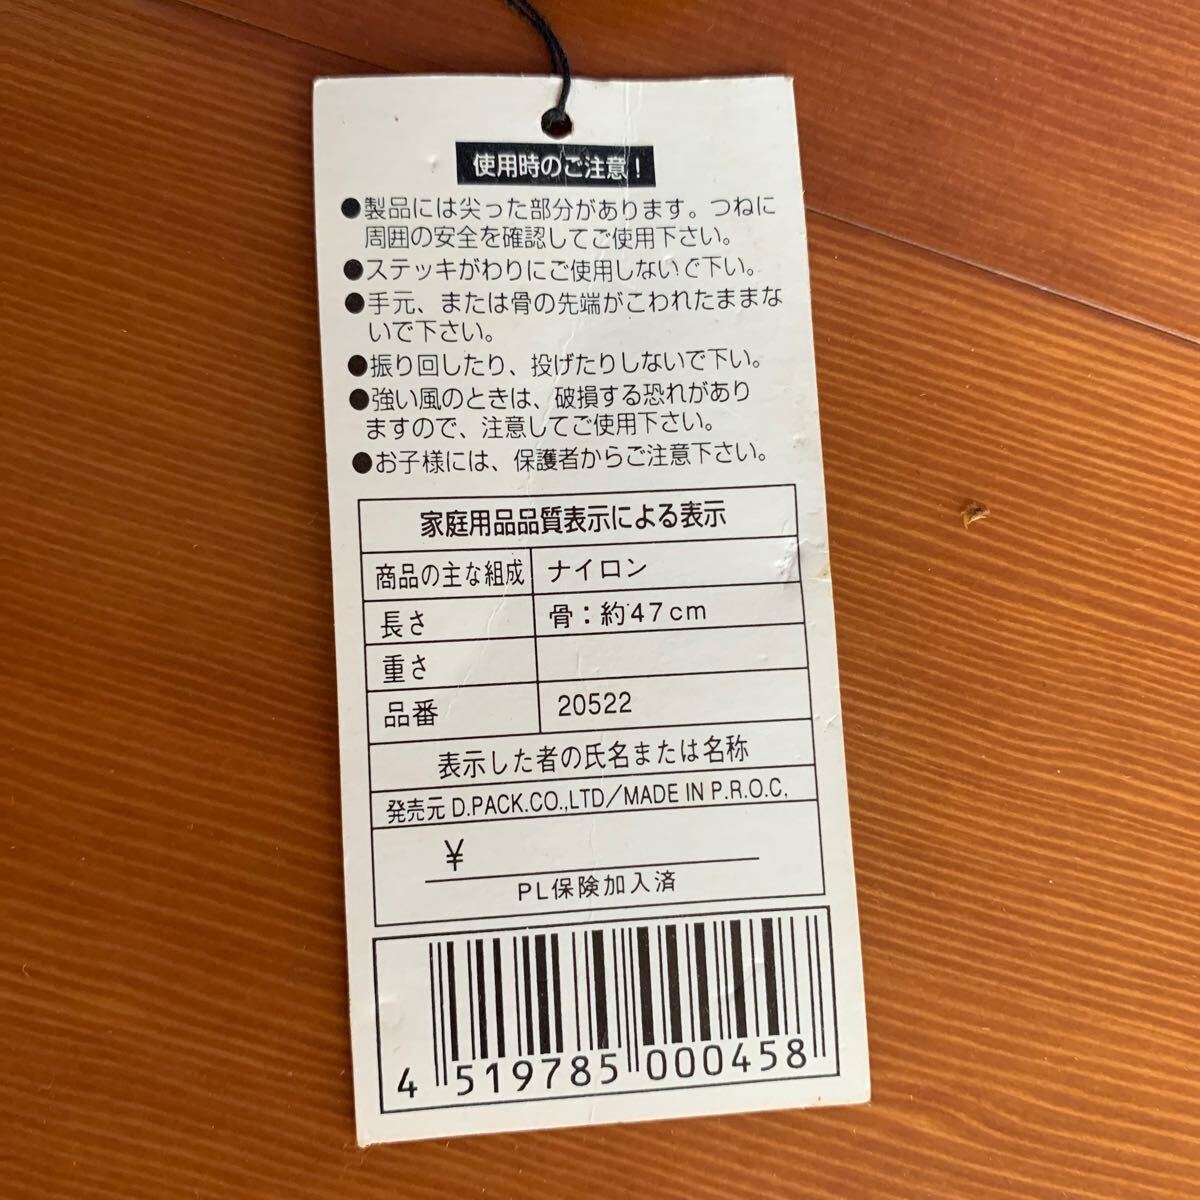 使用時のご注意！
●製品には尖った部分があります。つねに
周囲の安全を確認してご使用下さい。
●ステッキがわりにご使用しないぐ下い。
●手元、または骨の先端がこわれたままな
いで下さい。
●振り回したり、投げたりしないで下い。
●強い風のときは、破損する恐れがあり
ますので、注意してご使用下さい。
●お子様には、保護者からご注意下さい。
家庭用品品質表示による表示
商品の主な組成 ナイロン
長さ 骨：約47cm
重さ
品番 20522
表示した者の氏名または名称
発売元 D.PACK.CO.,LTD/MADE IN P.R.O.C.
¥
PL保険加入済
4 519785 000458